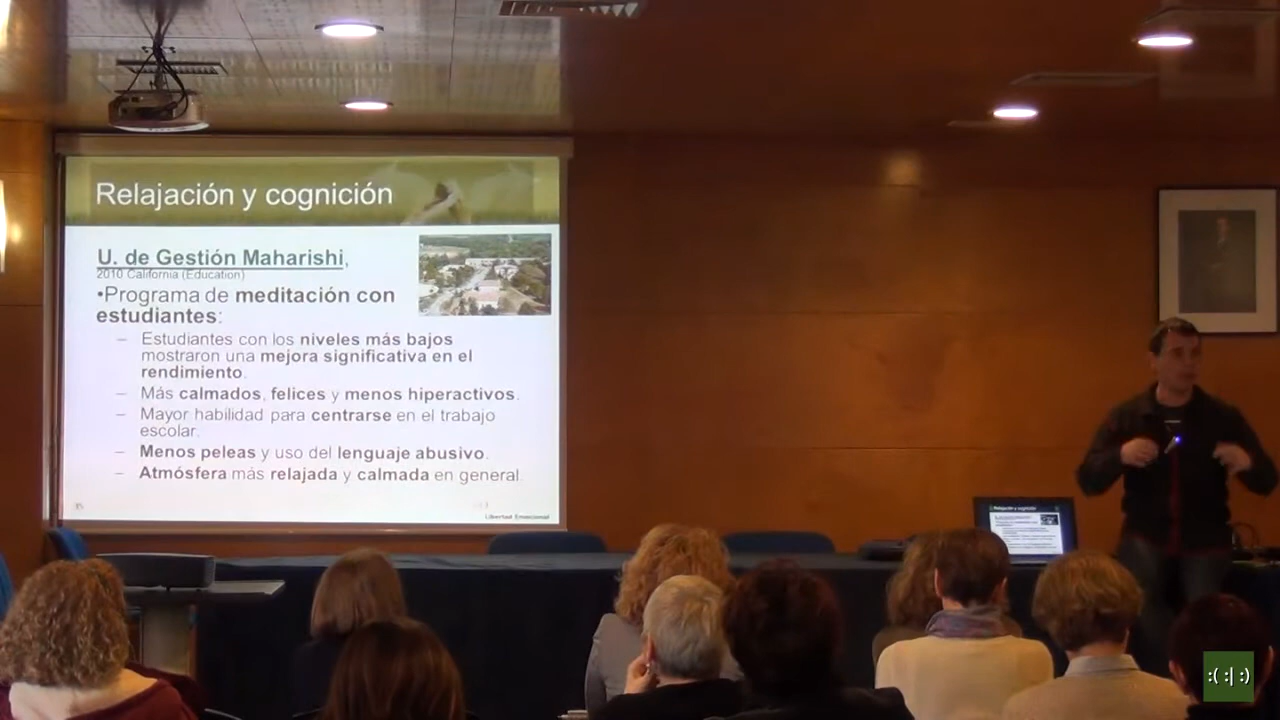 Relajación y cognición
U. de Gestión Maharishi,
2010 California (Education)
•Programa de meditación con
estudiantes:
– Estudiantes con los niveles más bajos
mostraron una mejora significativa en el
rendimiento.
– Más calmados, felices y menos hiperactivos.
– Mayor habilidad para centrarse en el trabajo
escolar.
– Menos peleas y uso del lenguaje abusivo.
– Atmósfera más relajada y calmada en general.
Libertad Emocional
Relajación y cognición
:( :| :)